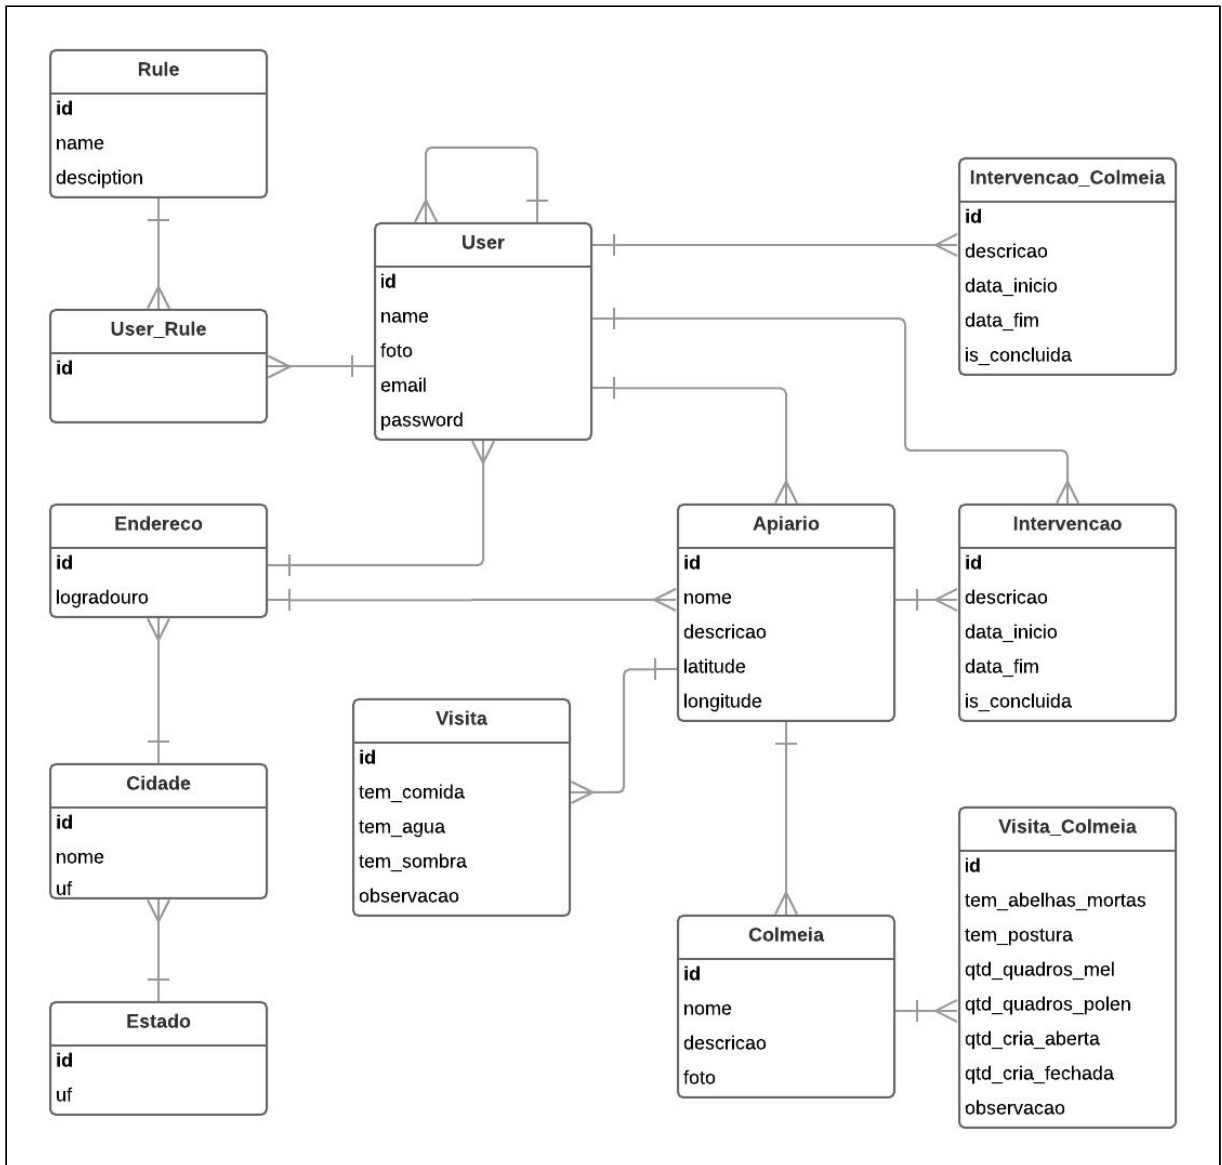 Rule
id
name
desciption
User_Rule
id
User
id
name
foto
email
password
Intervencao_Colmeia
id
descricao
data_inicio
data_fim
is_concluida
Endereco
id
logradouro
Apiario
id
nome
descricao
latitude
longitude
Intervencao
id
descricao
data_inicio
data_fim
is_concluida
Visita
id
tem_comida
tem_agua
tem_sombra
observacao
Cidade
id
nome
uf
Estado
id
uf
Colmeia
id
nome
descricao
foto
Visita_Colmeia
id
tem_abelhas_mortas
tem_postura
qtd_quadros_mel
qtd_quadros_polen
qtd_cria_aberta
qtd_cria_fechada
observacao